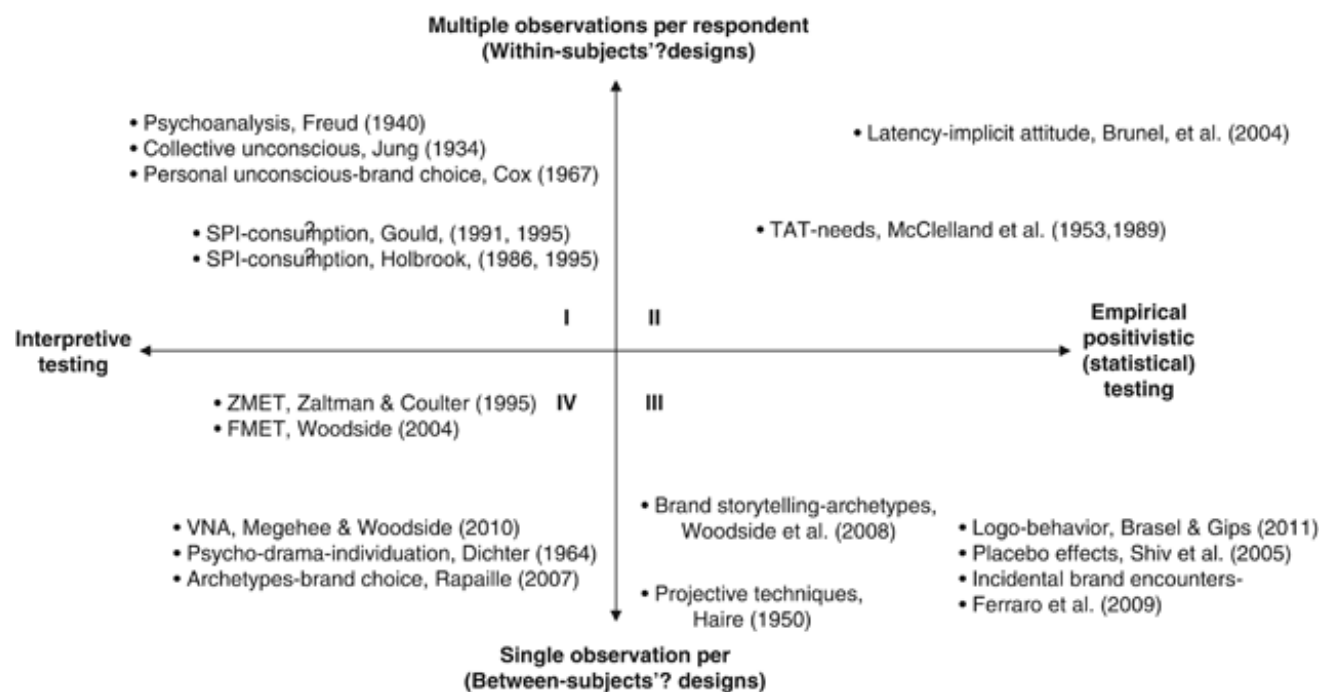 Multiple observations per respondent
(Within-subjects'?designs)
• Psychoanalysis, Freud (1940)
• Collective unconscious, Jung (1934)
• Personal unconscious-brand choice, Cox (1967)
• Latency-implicit attitude, Brunel, et al. (2004)
• SPI-consumption, Gould, (1991, 1995)
• SPI-consumption, Holbrook, (1986, 1995)
• TAT-needs, McClelland et al. (1953,1989)
I
II
Interpretive
testing
Empirical
positivistic
(statistical)
testing
• ZMET, Zaltman & Coulter (1995)
• FMET, Woodside (2004)
IV
III
• VNA, Megehee & Woodside (2010)
• Psycho-drama-individuation, Dichter (1964)
• Archetypes-brand choice, Rapaille (2007)
• Brand storytelling-archetypes,
Woodside et al. (2008)
• Projective techniques,
Haire (1950)
• Logo-behavior, Brasel & Gips (2011)
• Placebo effects, Shiv et al. (2005)
• Incidental brand encounters-
• Ferraro et al. (2009)
Single observation per
(Between-subjects'? designs)